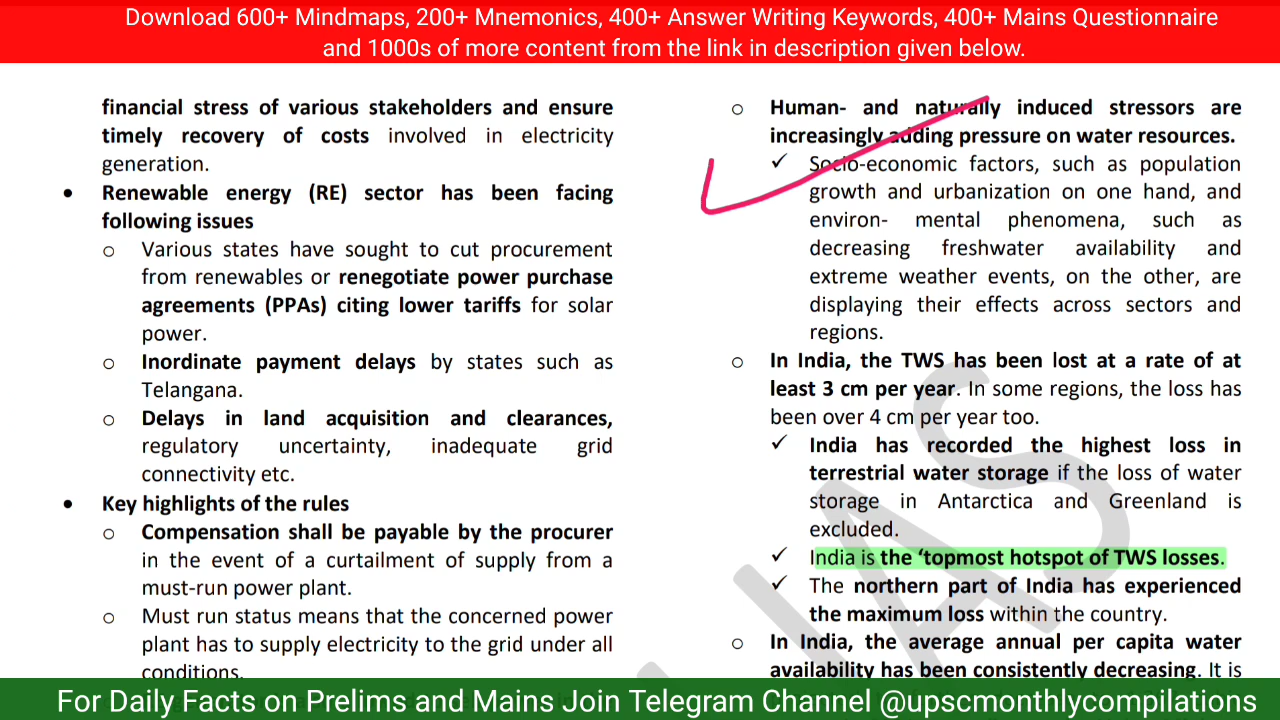 Download 600+ Mindmaps, 200+ Mnemonics, 400+ Answer Writing Keywords, 400+ Mains Questionnaire
and 1000s of more content from the link in description given below.
financial stress of various stakeholders and ensure
timely recovery of costs involved in electricity
generation.
• Renewable energy (RE) sector has been facing
following issues
o Various states have sought to cut procurement
from renewables or renegotiate power purchase
agreements (PPAs) citing lower tariffs for solar
power.
o Inordinate payment delays by states such as
Telangana.
o Delays in land acquisition and clearances,
regulatory uncertainty, inadequate grid
connectivity etc.
• Key highlights of the rules
o Compensation shall be payable by the procurer
in the event of a curtailment of supply from a
must-run power plant.
o Must run status means that the concerned power
plant has to supply electricity to the grid under all
conditions.
o Human- and naturally induced stressors are
increasingly adding pressure on water resources.
✓ Socio-economic factors, such as population
growth and urbanization on one hand, and
environ- mental phenomena, such as
decreasing freshwater availability and
extreme weather events, on the other, are
displaying their effects across sectors and
regions.
o In India, the TWS has been lost at a rate of at
least 3 cm per year. In some regions, the loss has
been over 4 cm per year too.
✓ India has recorded the highest loss in
terrestrial water storage if the loss of water
storage in Antarctica and Greenland is
excluded.
✓ India is the ‘topmost hotspot of TWS losses.
✓ The northern part of India has experienced
the maximum loss within the country.
o In India, the average annual per capita water
availability has been consistently decreasing. It is
IAS
For Daily Facts on Prelims and Mains Join Telegram Channel @upscmonthlycompilations